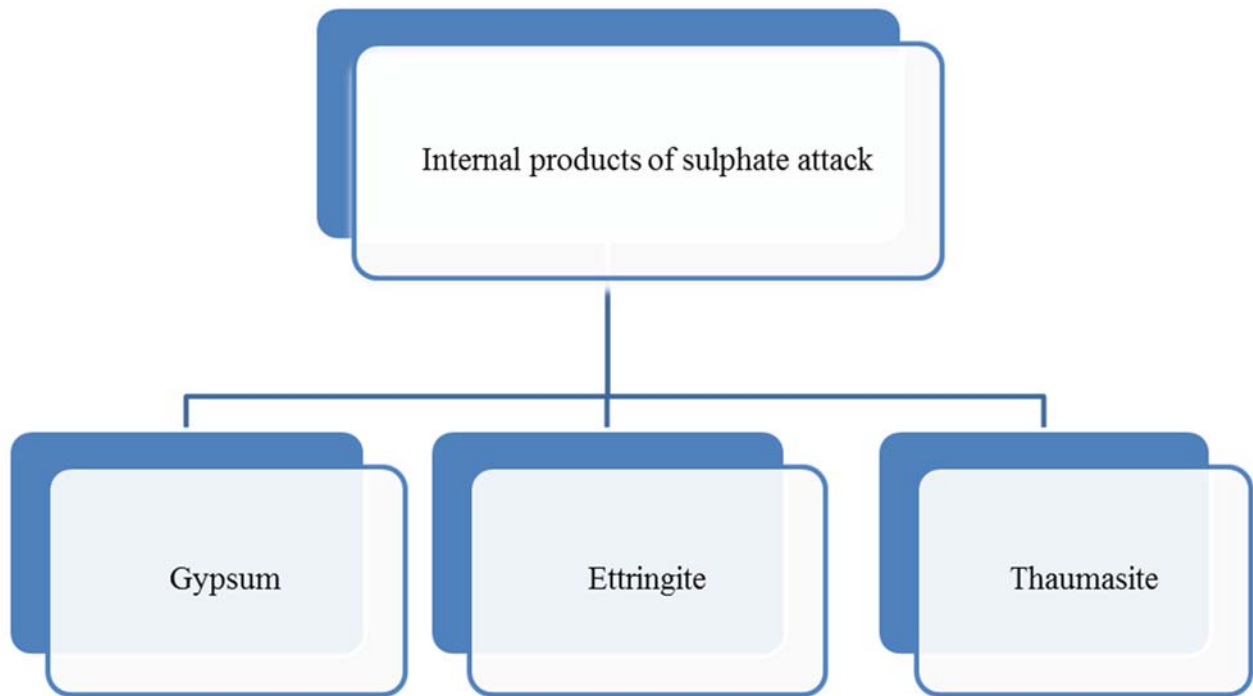 Internal products of sulphate attack
Gypsum
Ettringite
Thaumasite